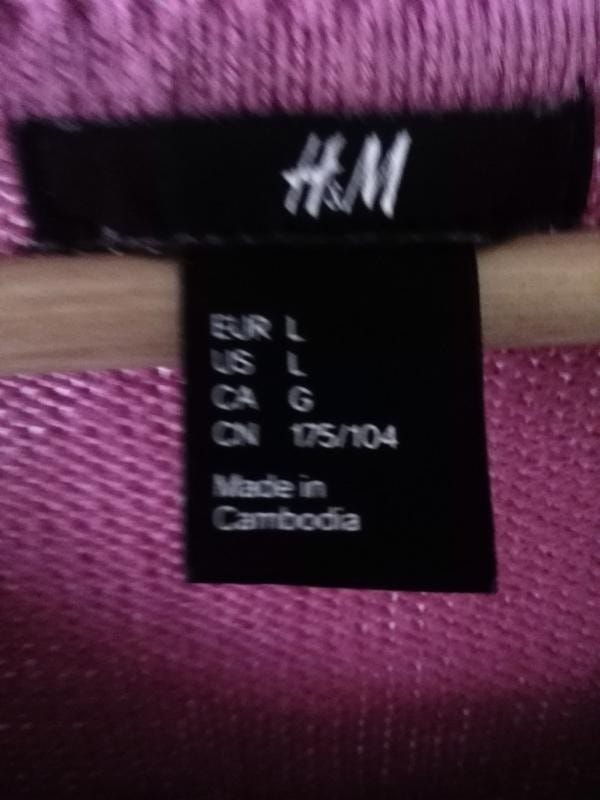 H&M
EUR L
US L
CA G
CN 175/104
Made in
Cambodia